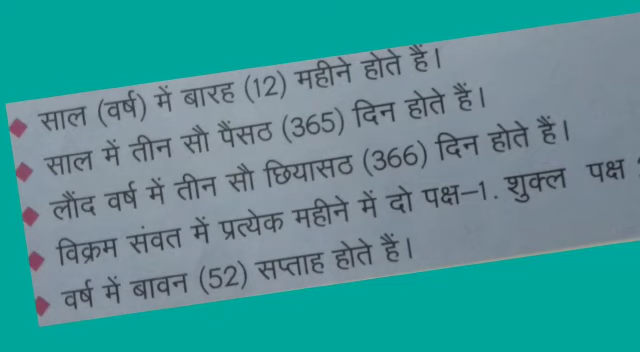 साल (वर्ष) में बारह (12) महीने होते हैं।
साल में तीन सौ पैंसठ (365) दिन होते हैं।
लौंद वर्ष में तीन सौ छियासठ (366) दिन होते हैं।
विक्रम संवत में प्रत्येक महीने में दो पक्ष–1. शुक्ल पक्ष
वर्ष में बावन (52) सप्ताह होते हैं।